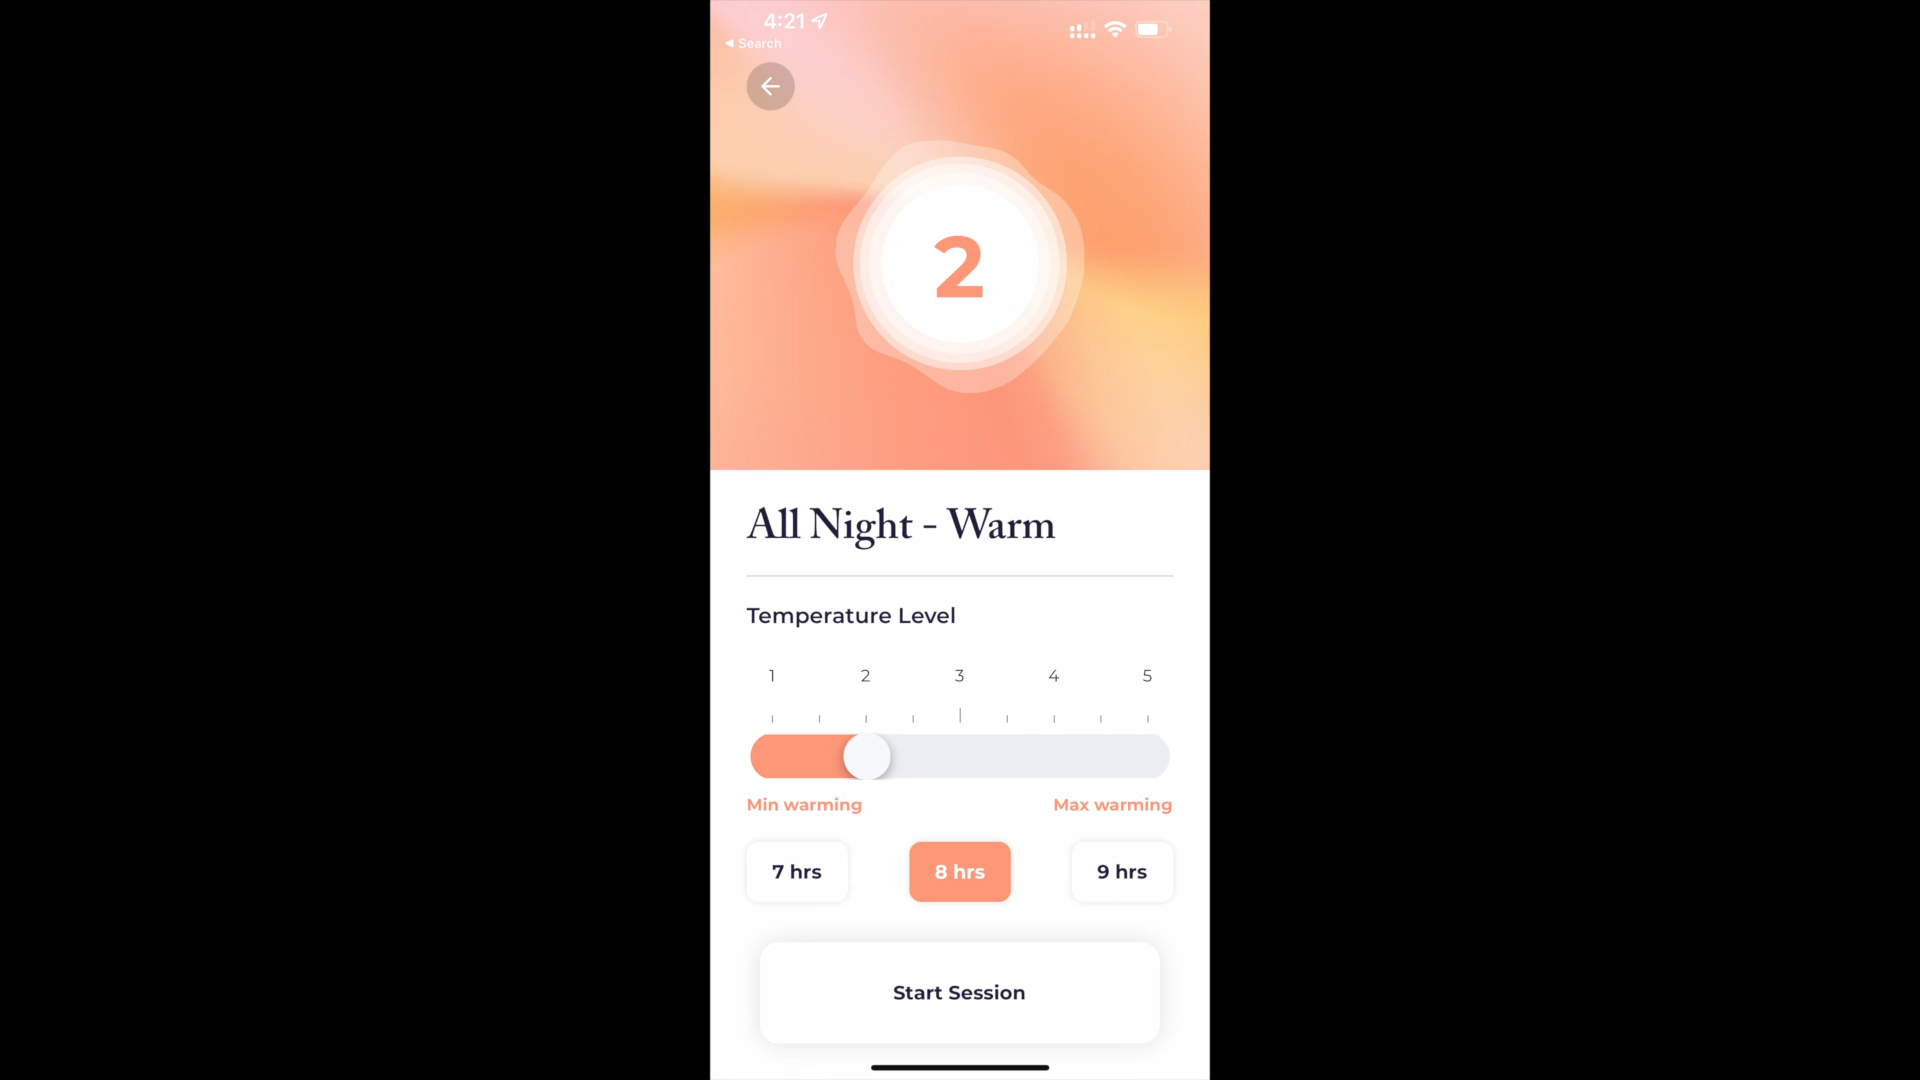 4:21
Search
2
All Night - Warm
Temperature Level
1 2 3 4 5
Min warming Max warming
7 hrs 8 hrs 9 hrs
Start Session